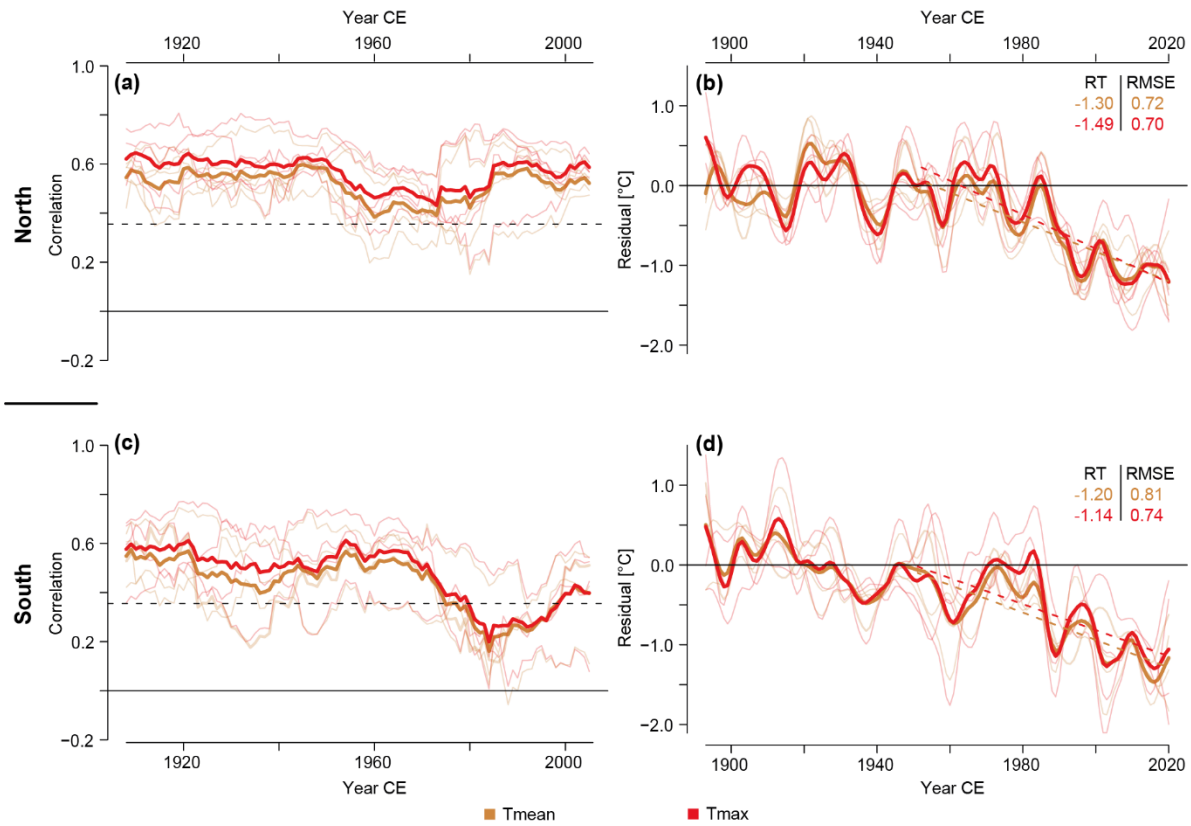 Year CE
1920 1960 2000
Year CE
1900 1940 1980 2020
North
Correlation
1.0
0.6
0.2
−0.2
(a)
Residual [°C]
1.0
0.0
−1.0
−2.0
(b)
RT RMSE
-1.30 0.72
-1.49 0.70
South
Correlation
1.0
0.6
0.2
−0.2
(c)
1920 1960 2000
Year CE
Residual [°C]
1.0
0.0
−1.0
−2.0
(d)
RT RMSE
-1.20 0.81
-1.14 0.74
1900 1940 1980 2020
Year CE
Tmean Tmax